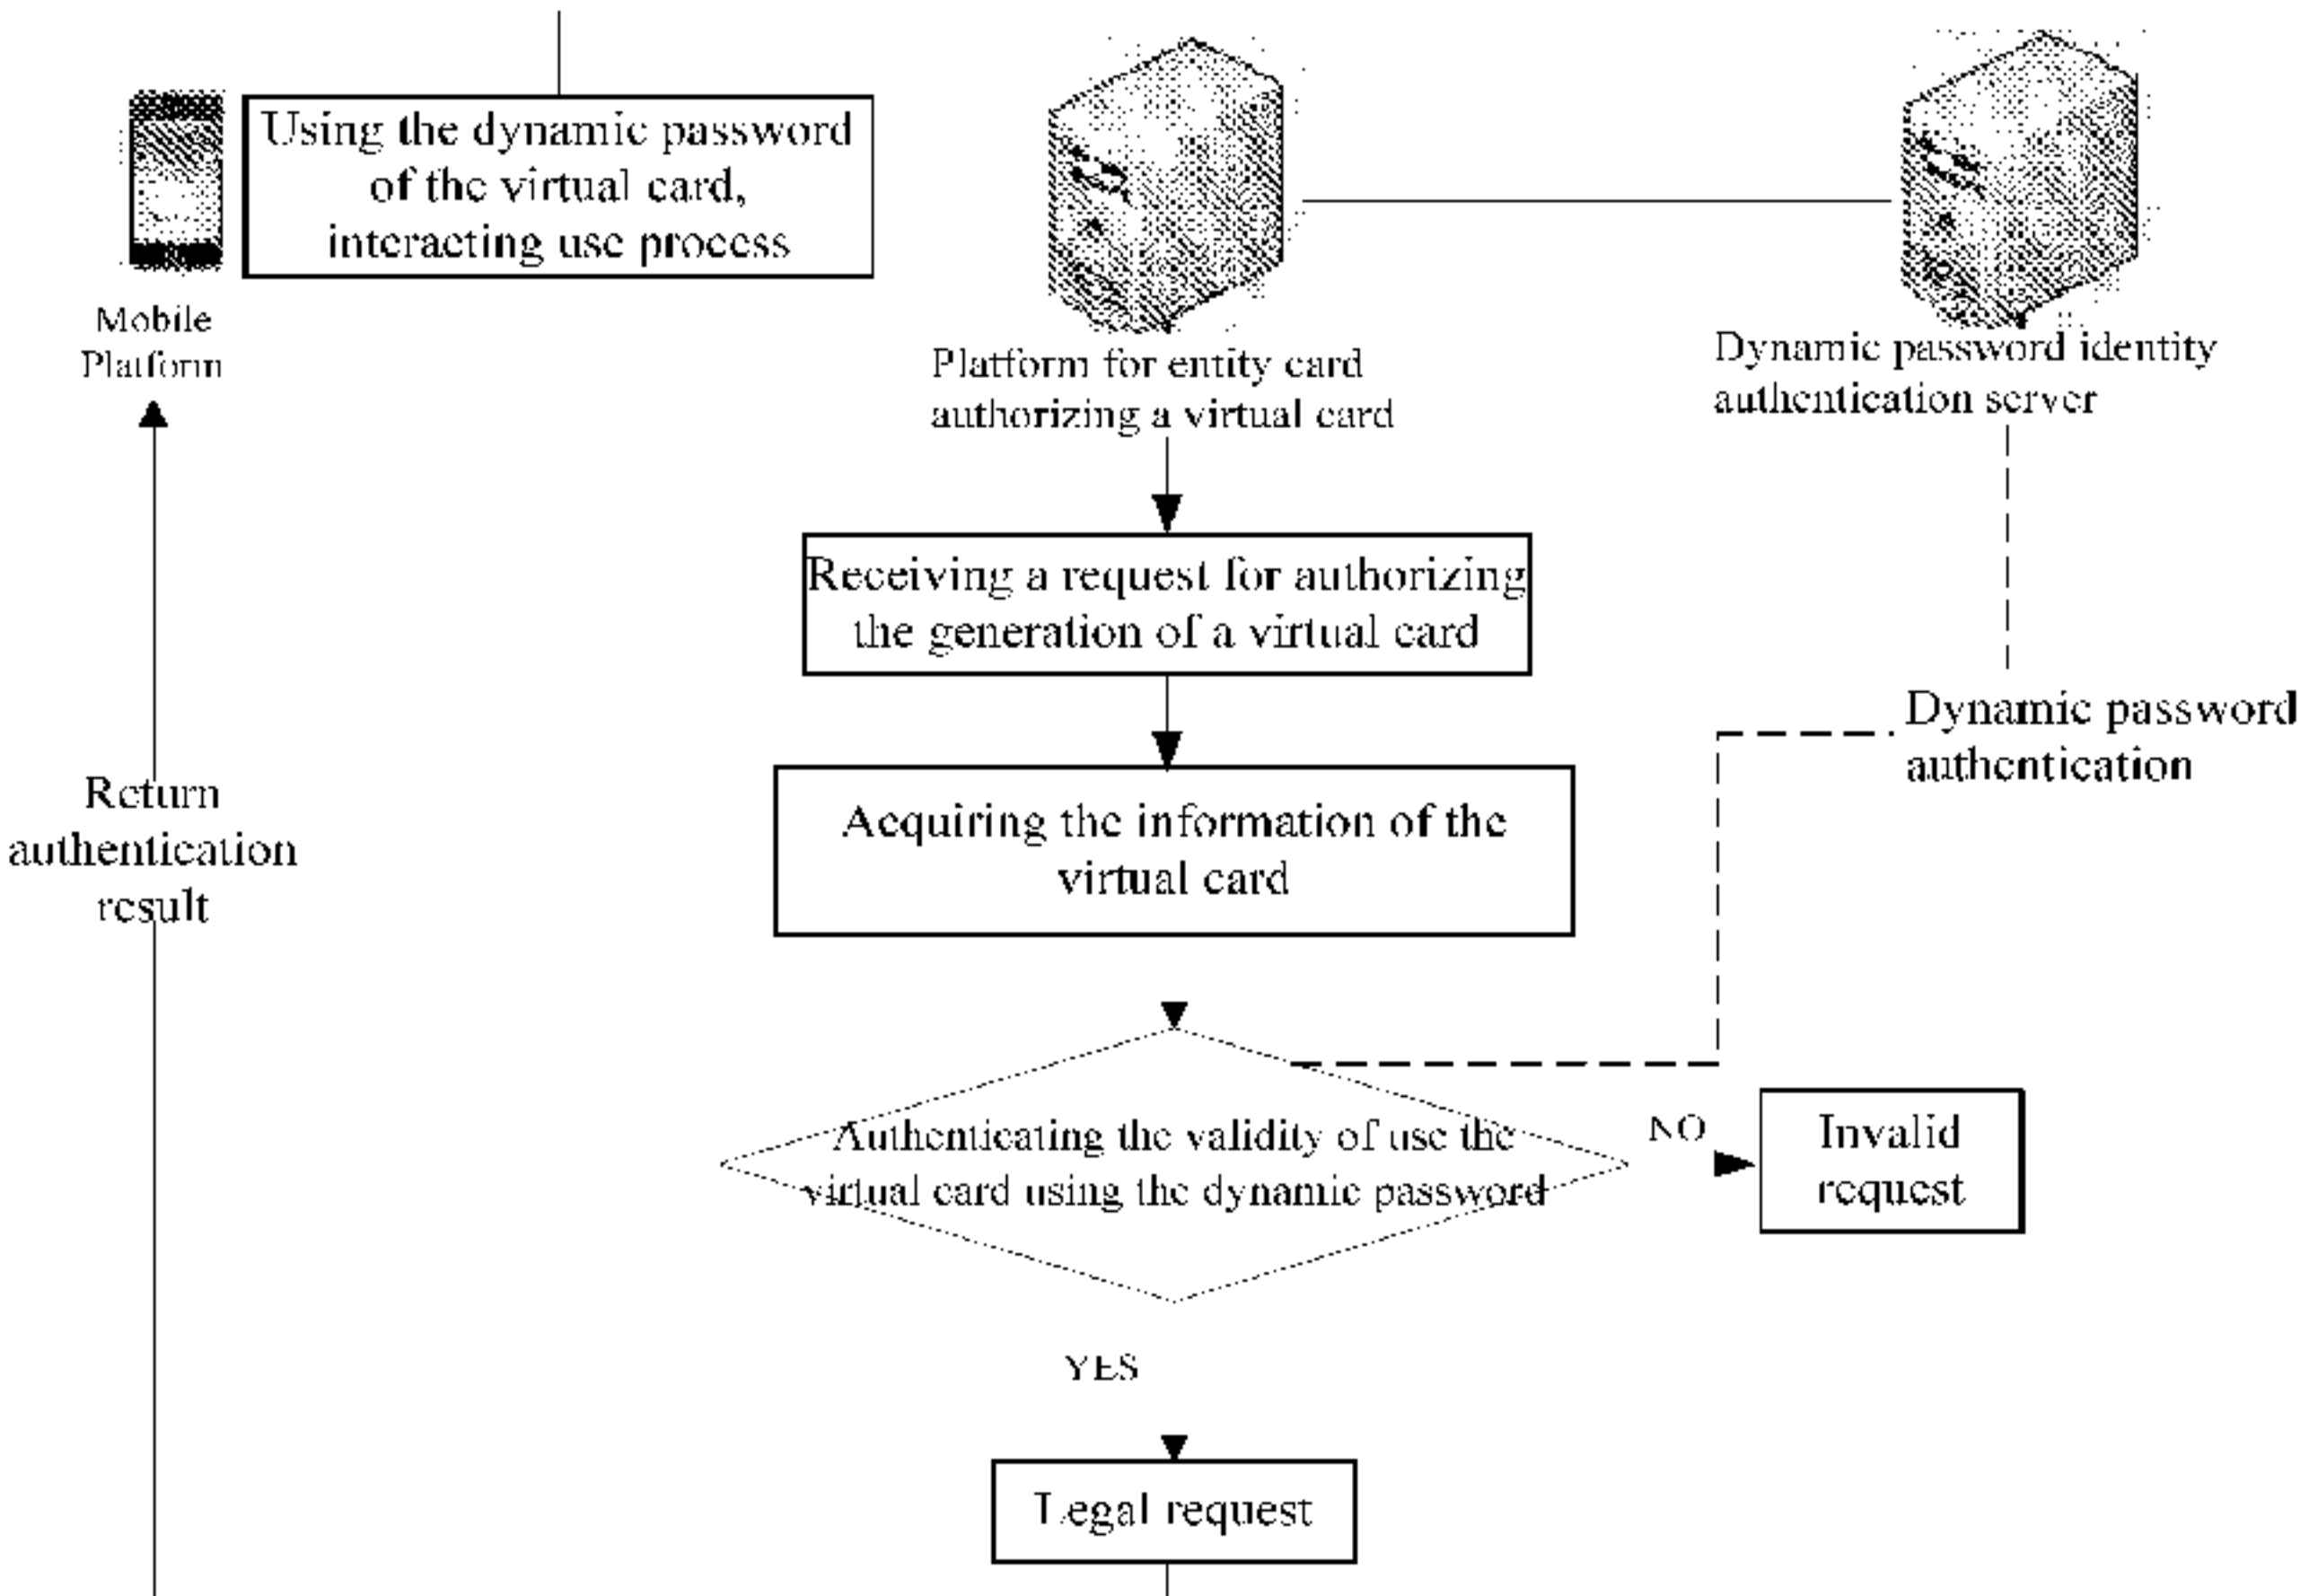 Using the dynamic password
of the virtual card,
interacting use process
Mobile
Platform
Platform for entity card
authorizing a virtual card
Dynamic password identity
authentication server
Receiving a request for authorizing
the generation of a virtual card
Dynamic password
authentication
Return
authentication
result
Acquiring the information of the
virtual card
Authenticating the validity of use the
virtual card using the dynamic password
NO
Invalid
request
YES
Legal request